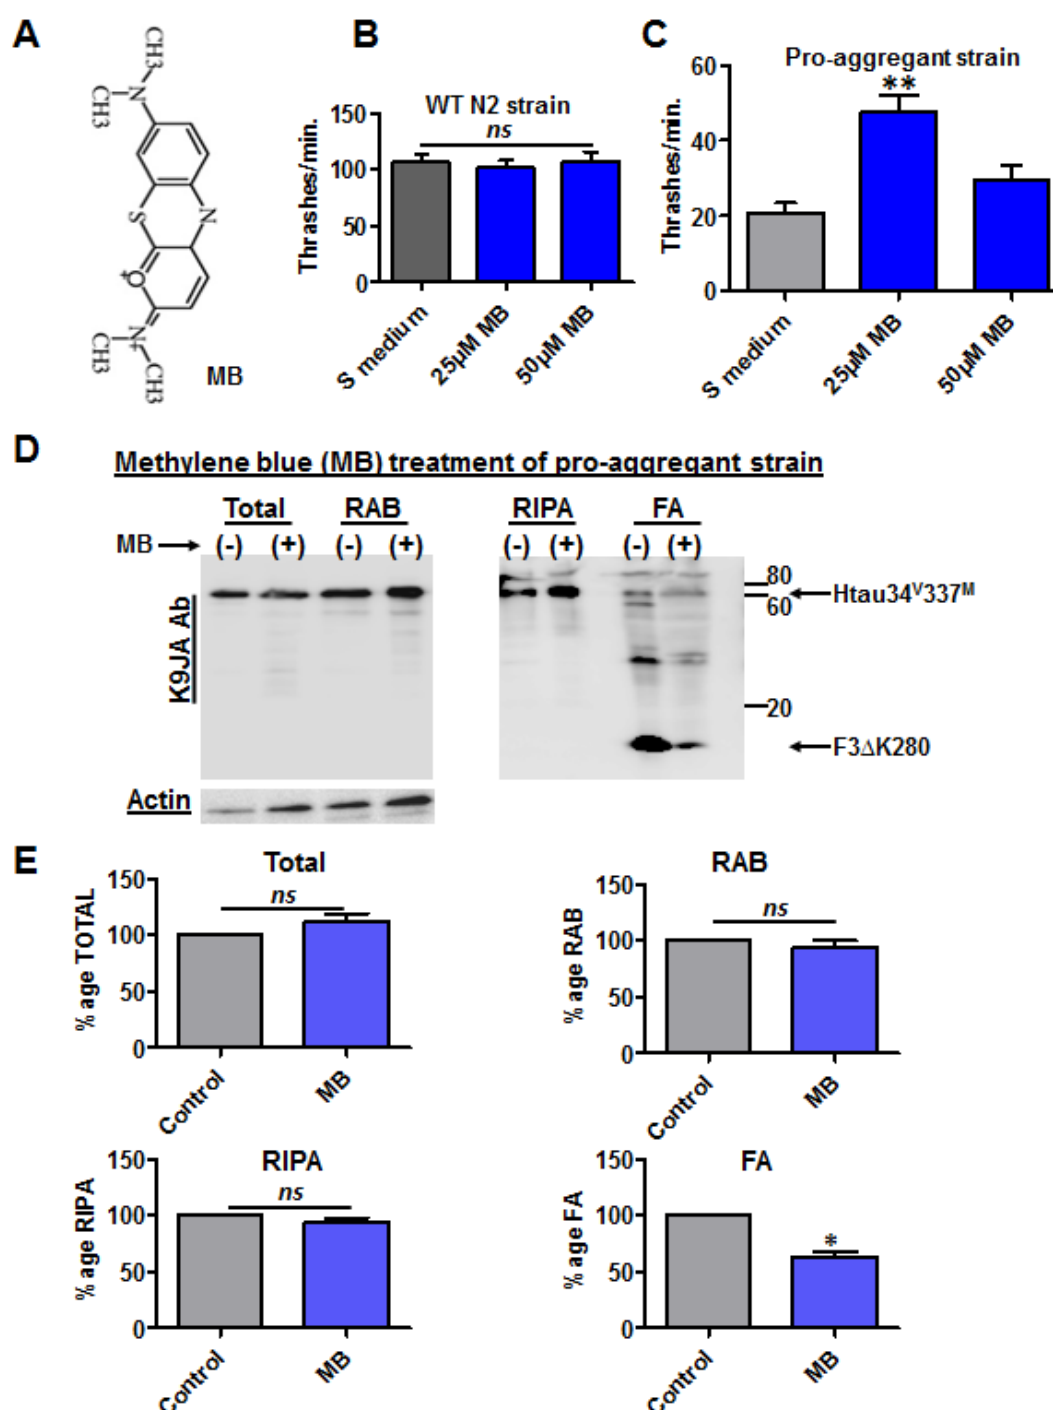 A
CH3
CH3
N
S
N
O
+
N+
CH3
CH3
MB
B
WT N2 strain
ns
Thrashes/min.
150
100
50
0
S medium
25µM MB
50µM MB
C
Pro-aggregant strain
**
Thrashes/min.
60
40
20
0
S medium
25µM MB
50µM MB
D
Methylene blue (MB) treatment of pro-aggregant strain
Total RAB RIPA FA
MB (-) (+) (-) (+) (-) (+) (-) (+)
K9JA Ab
80
60
20
Htau34V337M
F3ΔK280
Actin
E
Total
ns
% age TOTAL
150
100
50
0
Control
MB
RAB
ns
% age RAB
150
100
50
0
Control
MB
RIPA
ns
% age RIPA
150
100
50
0
Control
MB
FA
*
% age FA
150
100
50
0
Control
MB